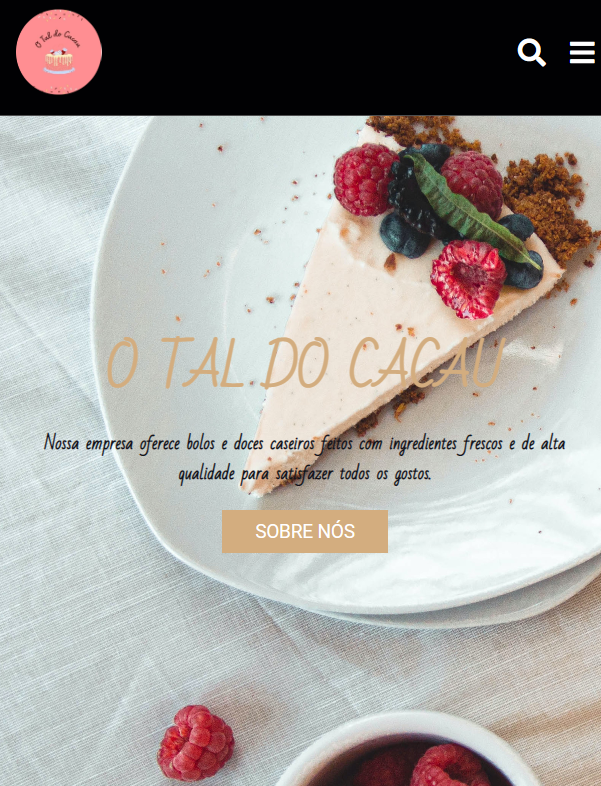 O Tal do Cacau
O TAL DO CACAU
Nossa empresa oferece bolos e doces caseiros feitos com ingredientes frescos e de alta
qualidade para satisfazer todos os gostos.
SOBRE NÓS